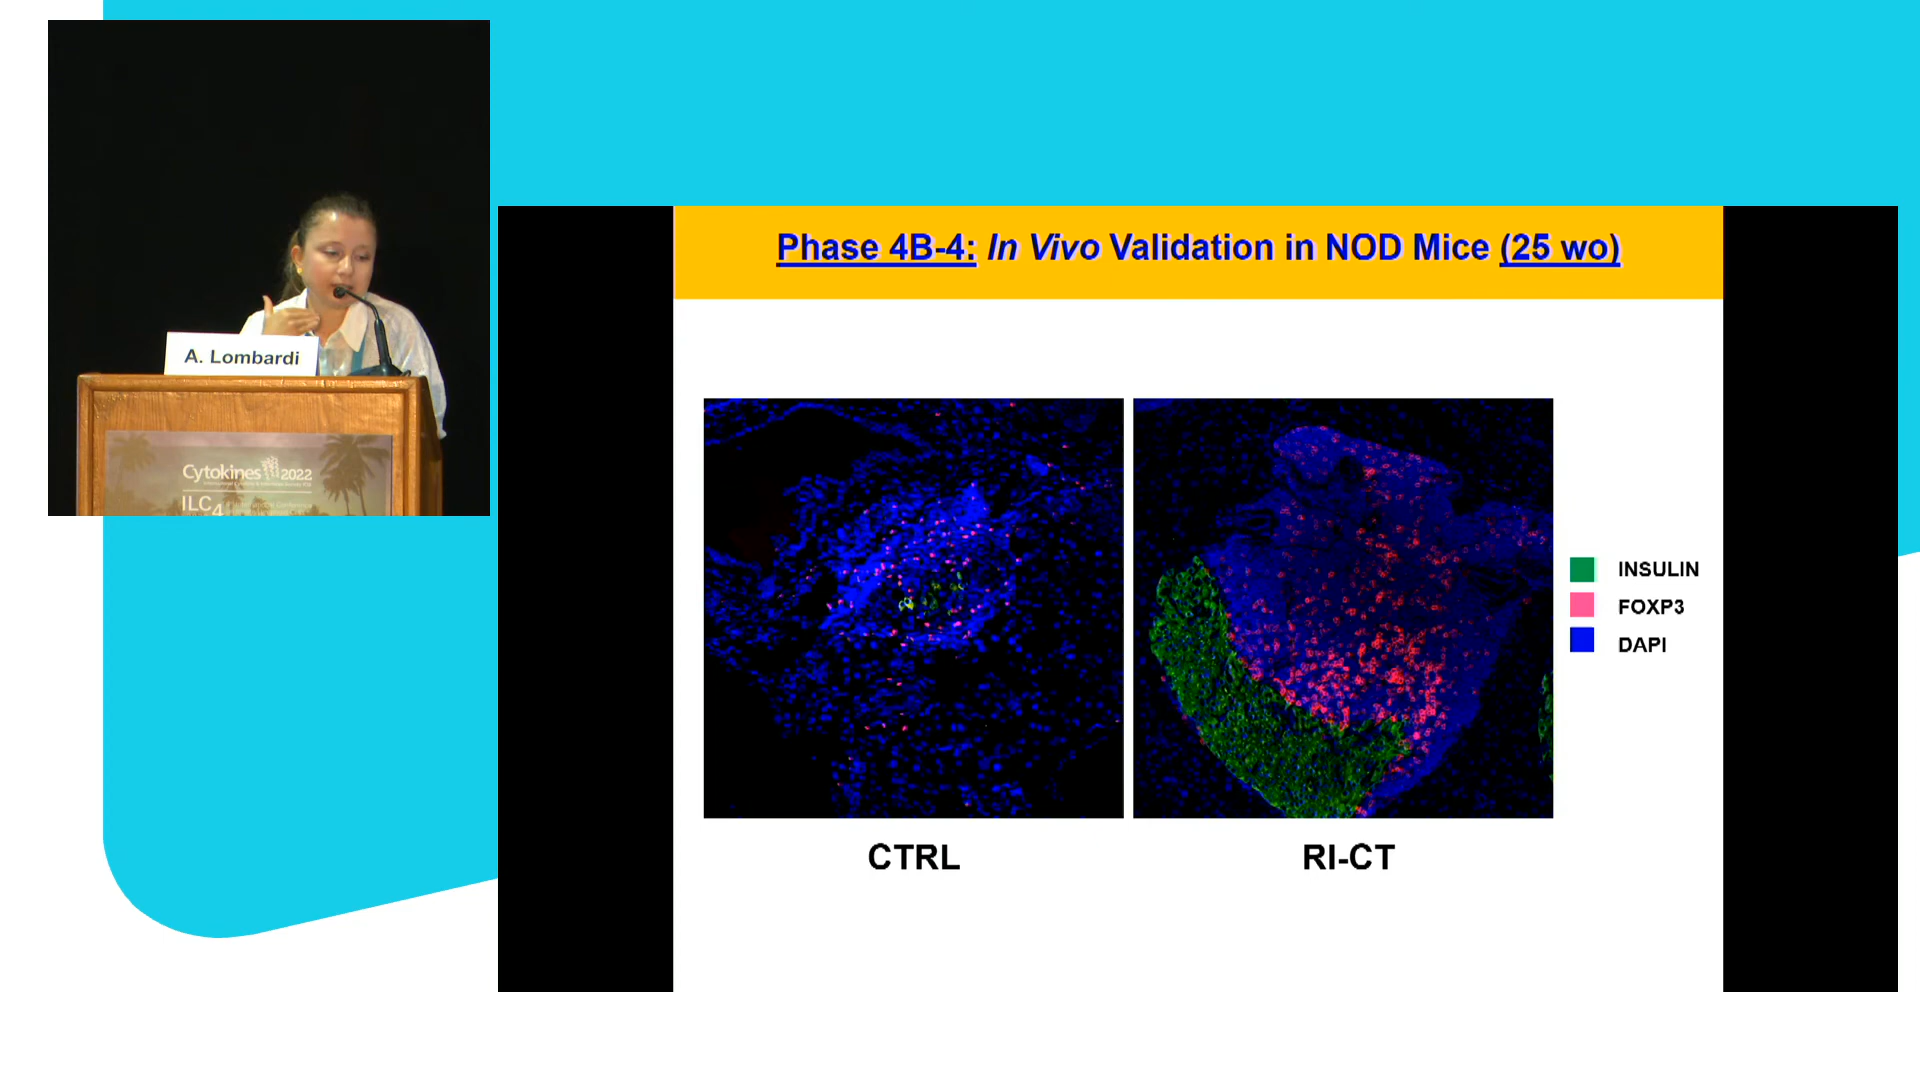 A. Lombardi
Cytokines 2022
ILC4
Phase 4B-4: In Vivo Validation in NOD Mice (25 wo)
INSULIN
FOXP3
DAPI
CTRL
RI-CT